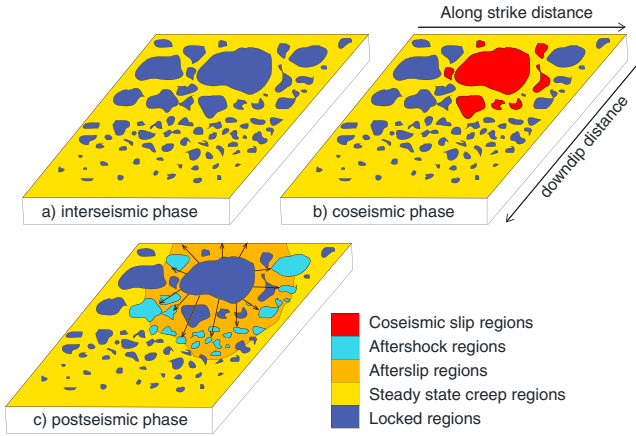 Along strike distance
downdip distance
a) interseismic phase
b) coseismic phase
c) postseismic phase
Coseismic slip regions
Aftershock regions
Afterslip regions
Steady state creep regions
Locked regions